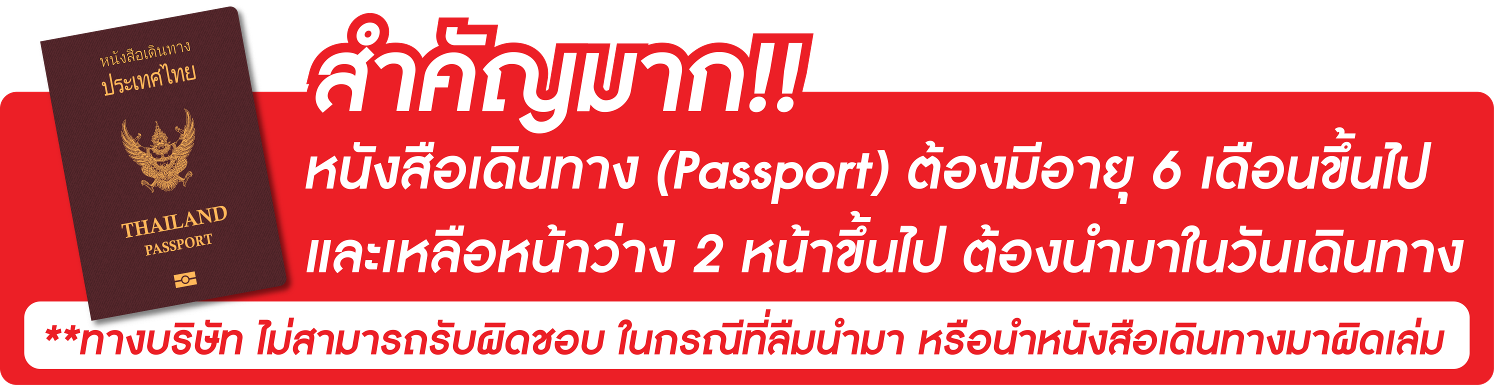 หนังสือเดินทาง
ประเทศไทย
THAILAND
PASSPORT
สำคัญมาก!!
หนังสือเดินทาง (Passport) ต้องมีอายุ 6 เดือนขึ้นไป
และเหลือหน้าว่าง 2 หน้าขึ้นไป ต้องนำมาในวันเดินทาง
**ทางบริษัท ไม่สามารถรับผิดชอบ ในกรณีที่ลืมนำมา หรือนำหนังสือเดินทางมาผิดเล่ม